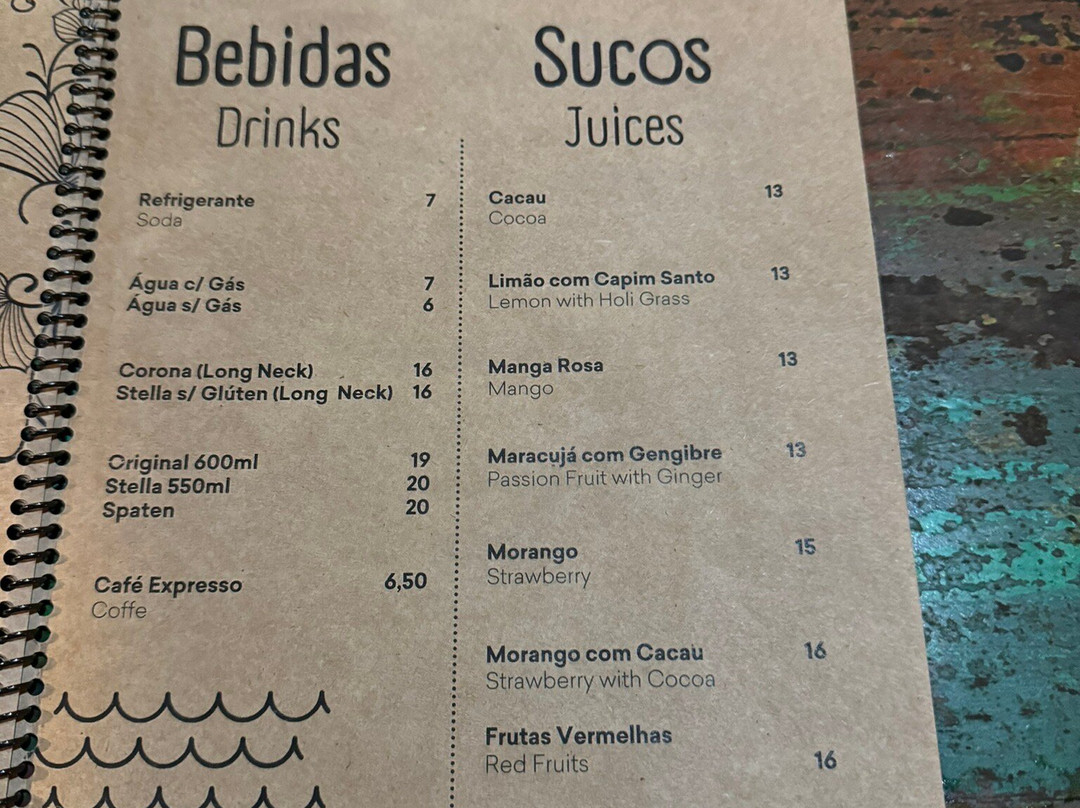 Bebidas
Drinks
Refrigerante 7
Soda
Água c/ Gás 7
Água s/ Gás 6
Corona (Long Neck) 16
Stella s/ Glúten (Long Neck) 16
Original 600ml 19
Stella 550ml 20
Spaten 20
Café Expresso 6,50
Coffe
Sucos
Juices
Cacau 13
Cocoa
Limão com Capim Santo 13
Lemon with Holi Grass
Manga Rosa 13
Mango
Maracujá com Gengibre 13
Passion Fruit with Ginger
Morango 15
Strawberry
Morango com Cacau 16
Strawberry with Cocoa
Frutas Vermelhas
Red Fruits 16